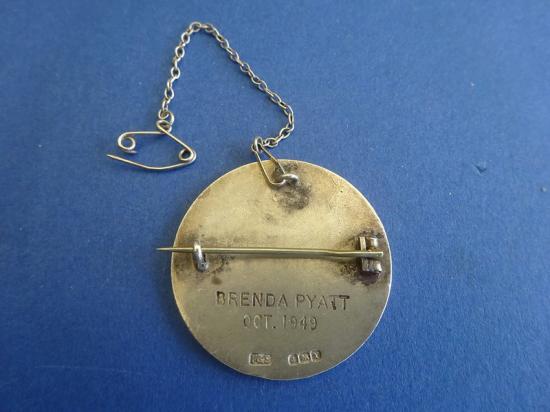 BRENDA PYATT
OCT. 1949